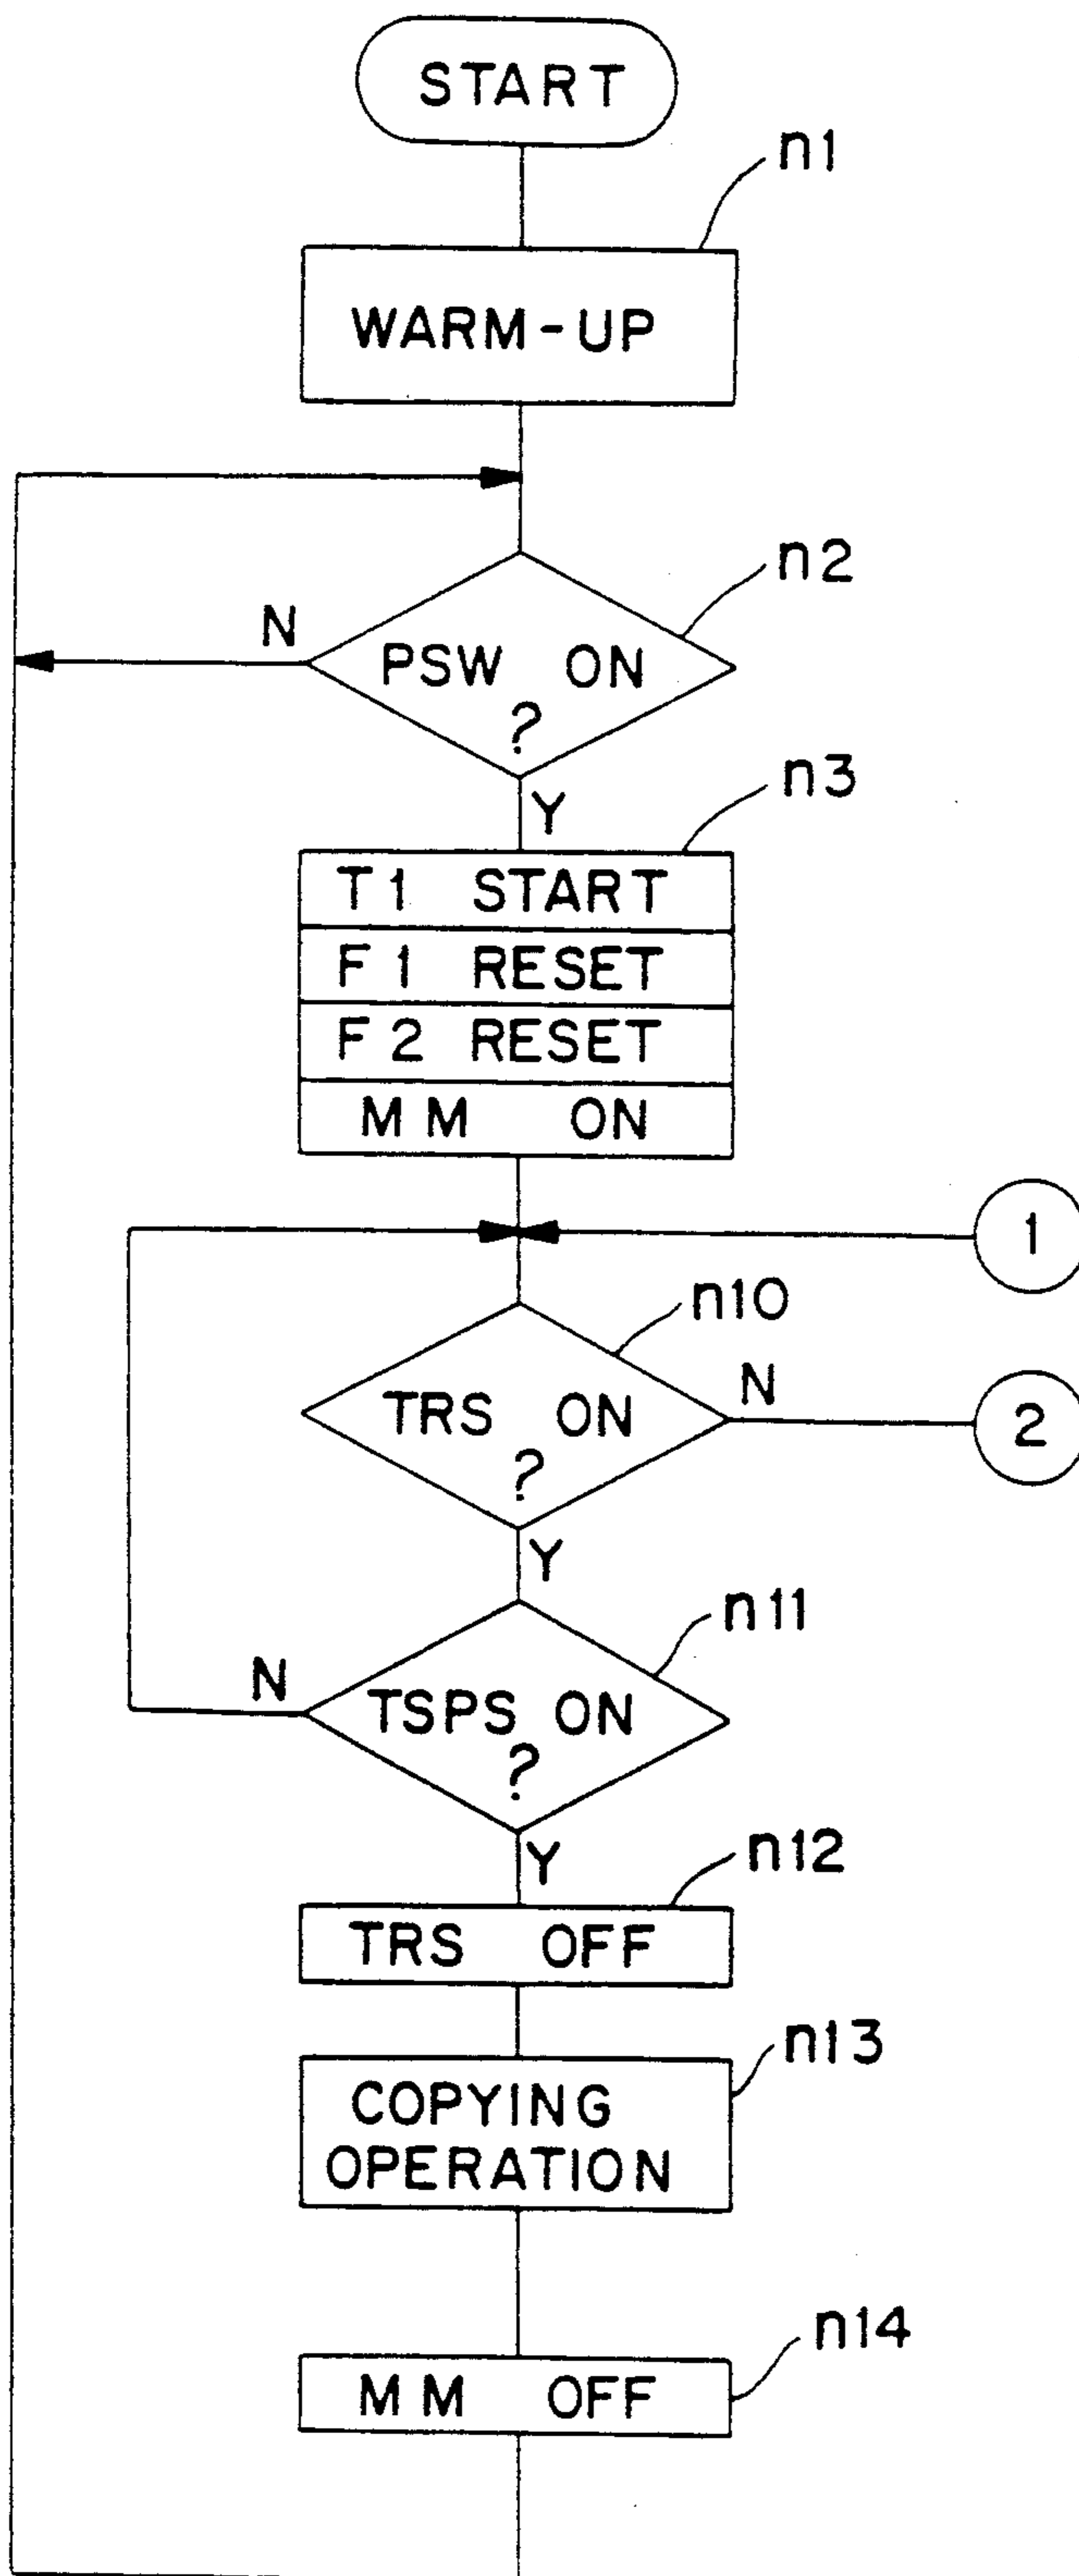 START
n1
WARM-UP
n2
N
PSW ON
?
n3
Y
T1 START
F1 RESET
F2 RESET
MM ON
1
n10
N
TRS ON
?
2
Y
n11
N
TSPS ON
?
n12
Y
TRS OFF
n13
COPYING
OPERATION
n14
MM OFF